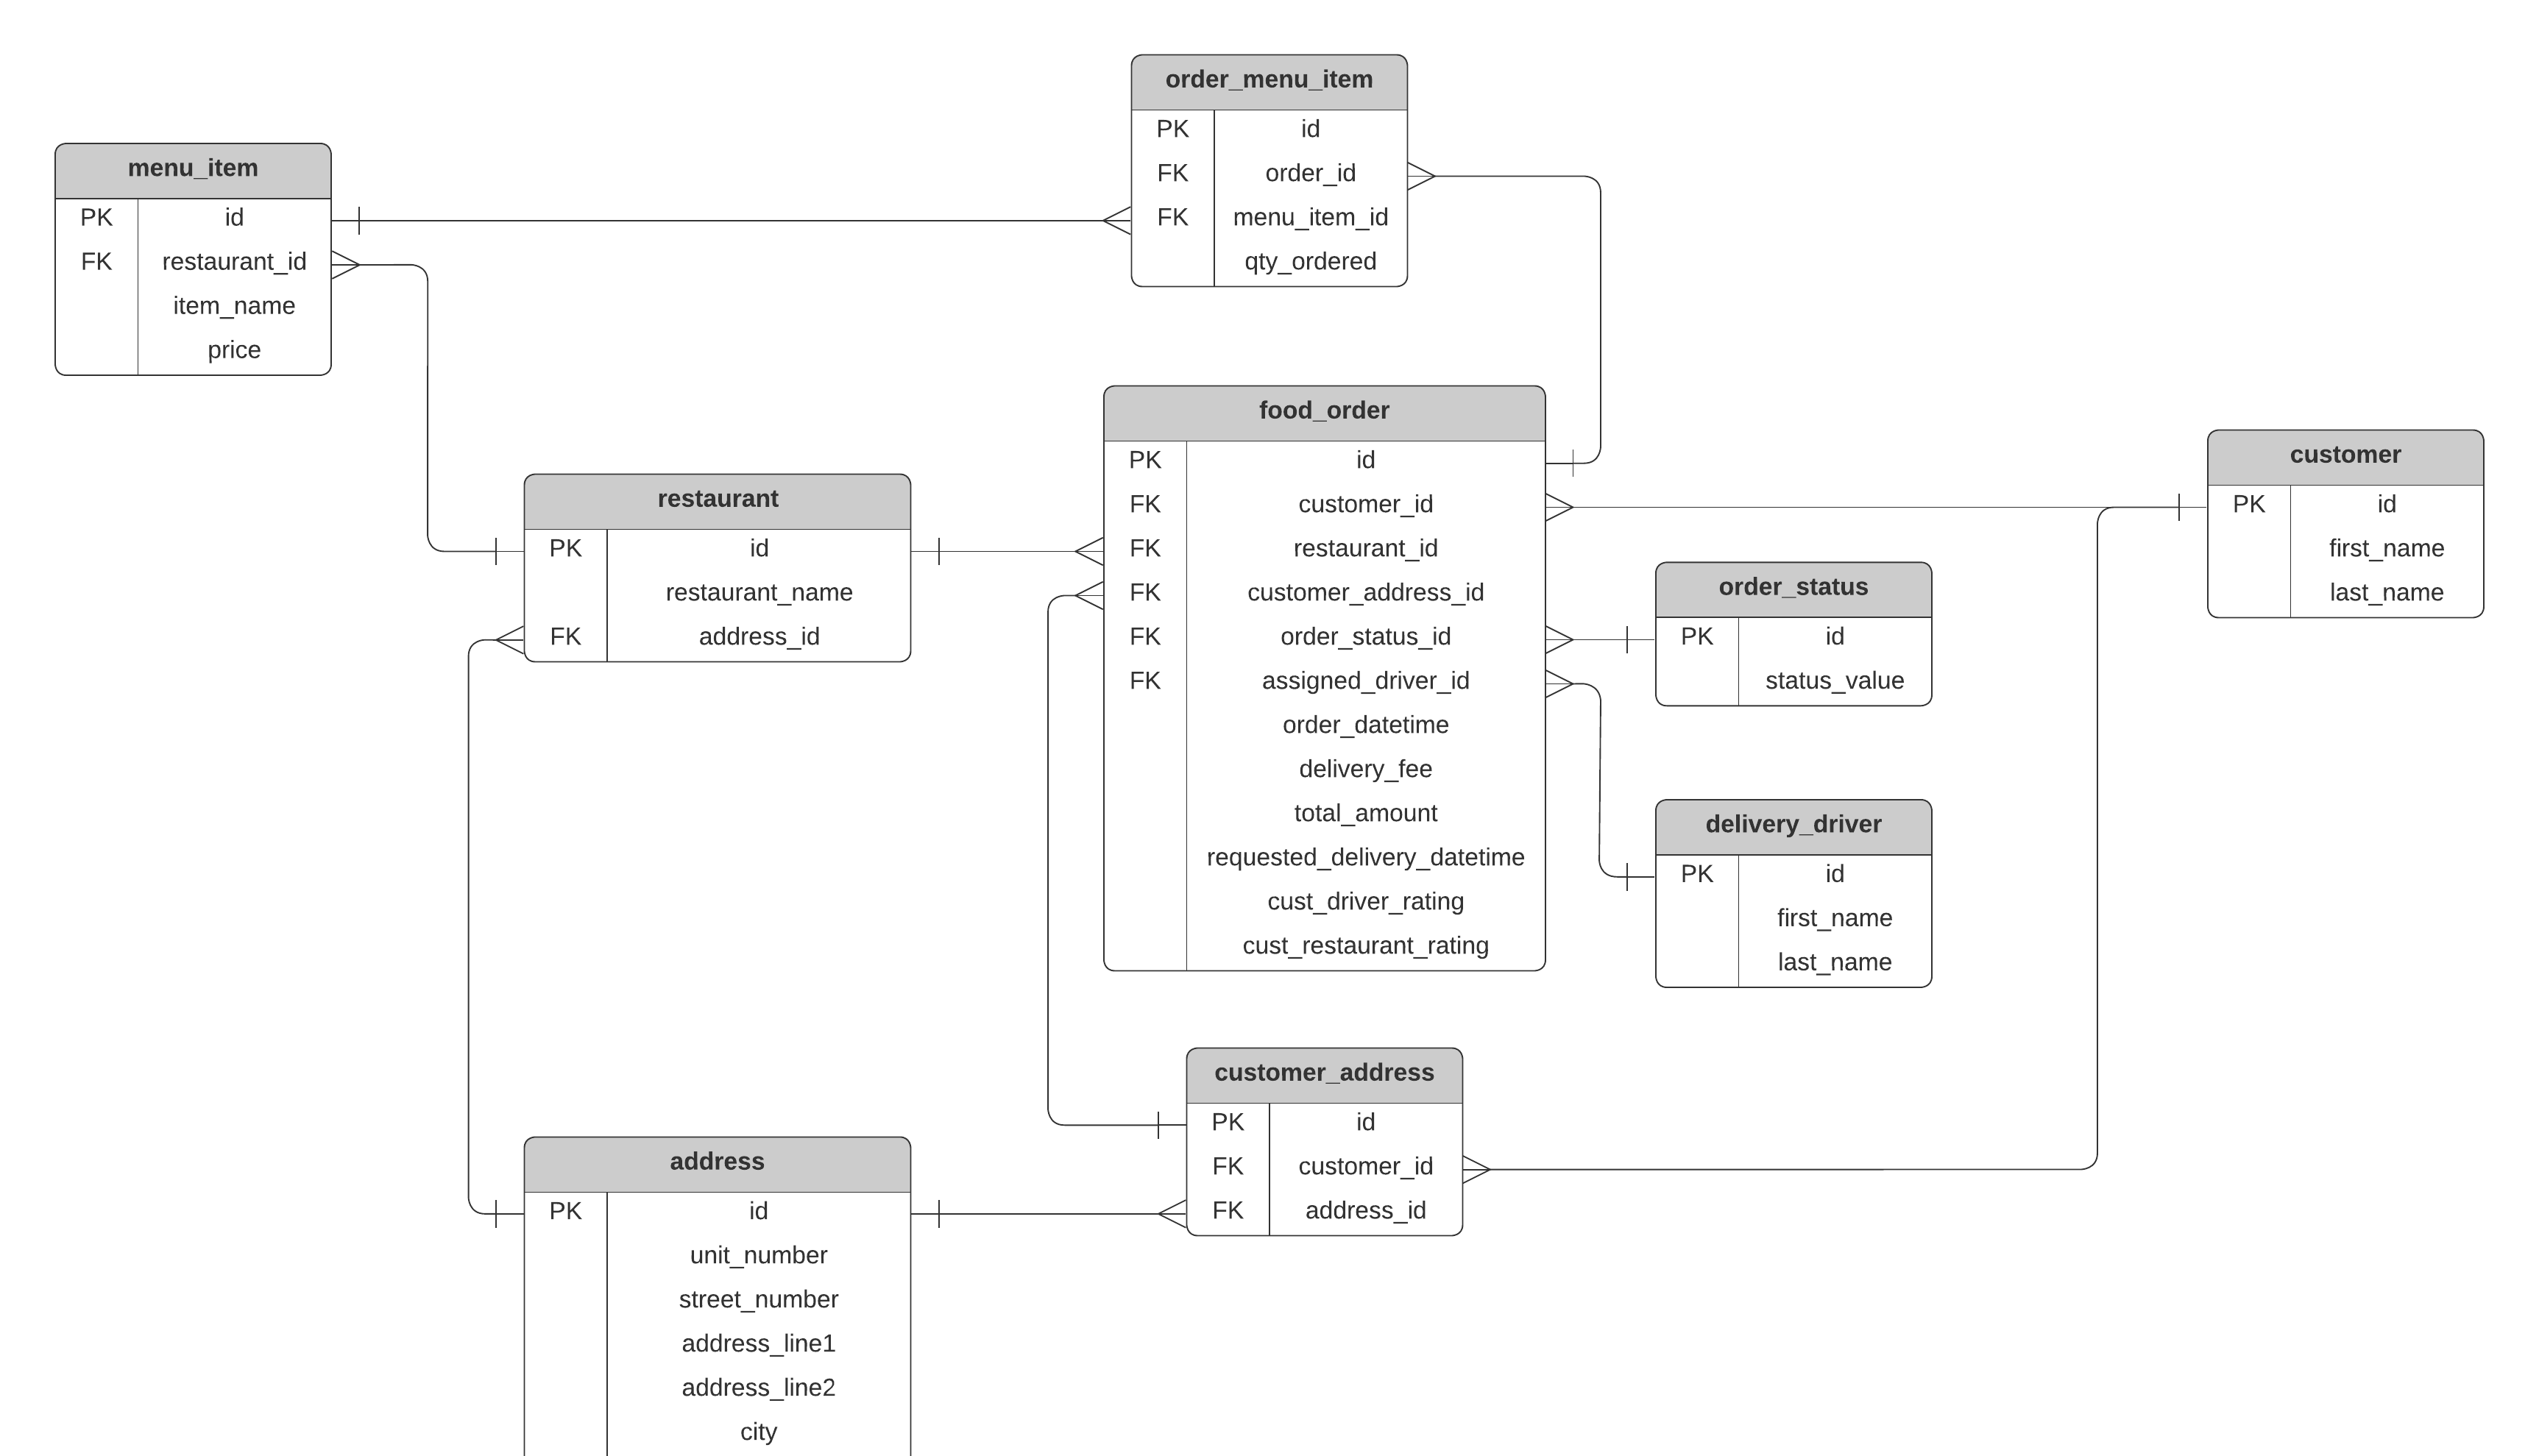 order_menu_item
PK id
FK order_id
FK menu_item_id
qty_ordered
menu_item
PK id
FK restaurant_id
item_name
price
food_order
PK id
FK customer_id
FK restaurant_id
FK customer_address_id
FK order_status_id
FK assigned_driver_id
order_datetime
delivery_fee
total_amount
requested_delivery_datetime
cust_driver_rating
cust_restaurant_rating
customer
PK id
first_name
last_name
restaurant
PK id
restaurant_name
FK address_id
order_status
PK id
status_value
delivery_driver
PK id
first_name
last_name
customer_address
PK id
FK customer_id
FK address_id
address
PK id
unit_number
street_number
address_line1
address_line2
city